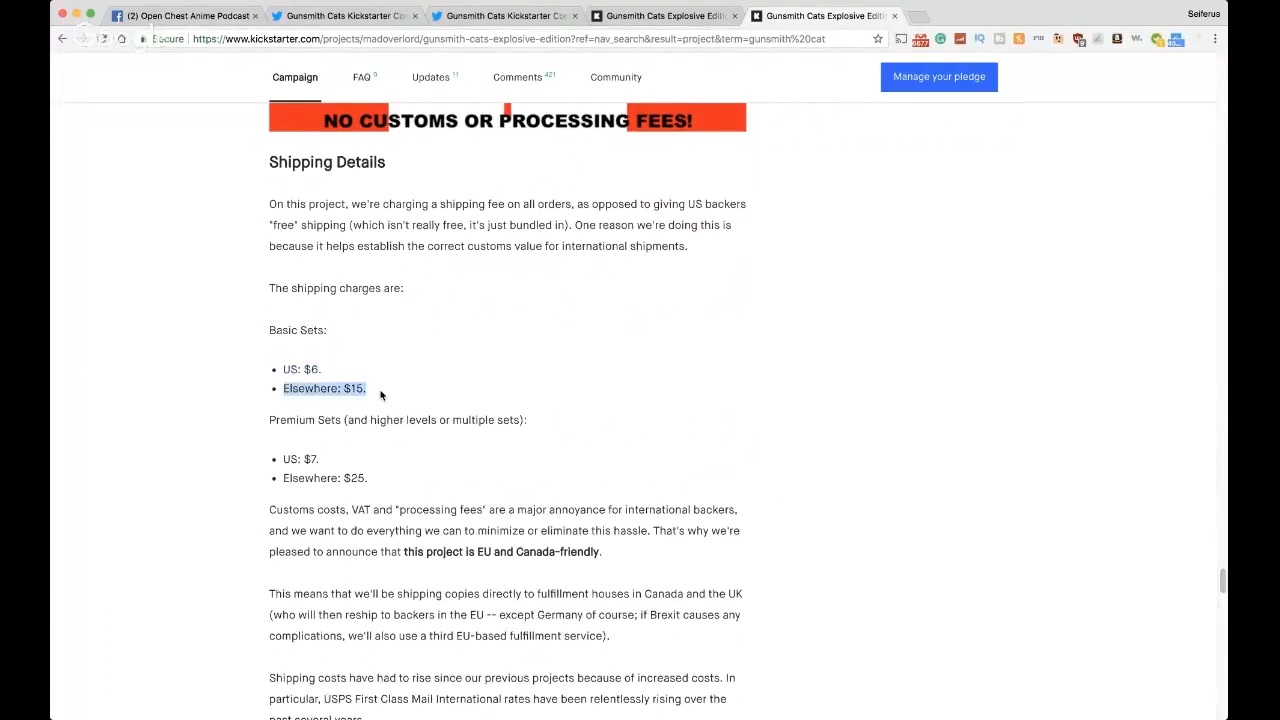 (2) Open Chest Anime Podcast
Gunsmith Cats Kickstarter Co
Gunsmith Cats Kickstarter Co
Gunsmith Cats Explosive Editi
Gunsmith Cats Explosive Editi
Seiferus
Secure https://www.kickstarter.com/projects/madoverlord/gunsmith-cats-explosive-edition?ref=nav_search&result=project&term=gunsmith%20cat
Campaign FAQ 9 Updates 11 Comments 421 Community Manage your pledge
NO CUSTOMS OR PROCESSING FEES!
Shipping Details
On this project, we're charging a shipping fee on all orders, as opposed to giving US backers
"free" shipping (which isn't really free, it's just bundled in). One reason we're doing this is
because it helps establish the correct customs value for international shipments.
The shipping charges are:
Basic Sets:
• US: $6.
• Elsewhere: $15.
Premium Sets (and higher levels or multiple sets):
• US: $7.
• Elsewhere: $25.
Customs costs, VAT and "processing fees" are a major annoyance for international backers,
and we want to do everything we can to minimize or eliminate this hassle. That's why we're
pleased to announce that this project is EU and Canada-friendly.
This means that we'll be shipping copies directly to fulfillment houses in Canada and the UK
(who will then reship to backers in the EU -- except Germany of course; if Brexit causes any
complications, we'll also use a third EU-based fulfillment service).
Shipping costs have had to rise since our previous projects because of increased costs. In
particular, USPS First Class Mail International rates have been relentlessly rising over the
past several years.